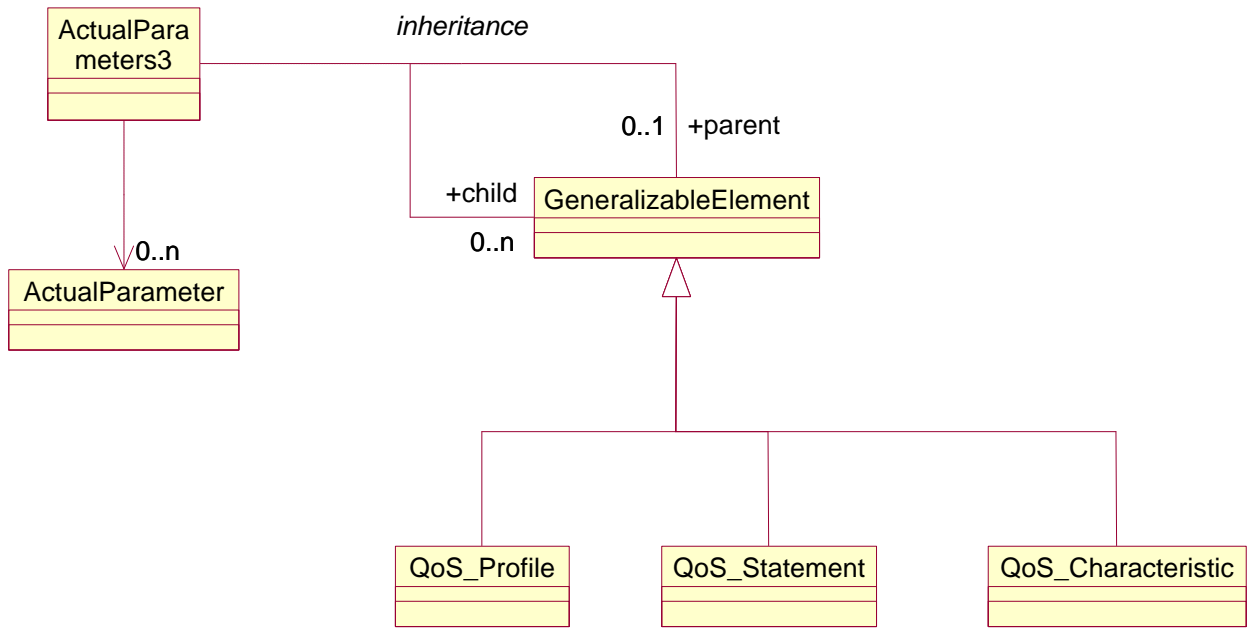 ActualPara
meters3
inheritance
0..1 +parent
+child
GeneralizableElement
0..n
0..n
ActualParameter
QoS_Profile
QoS_Statement
QoS_Characteristic